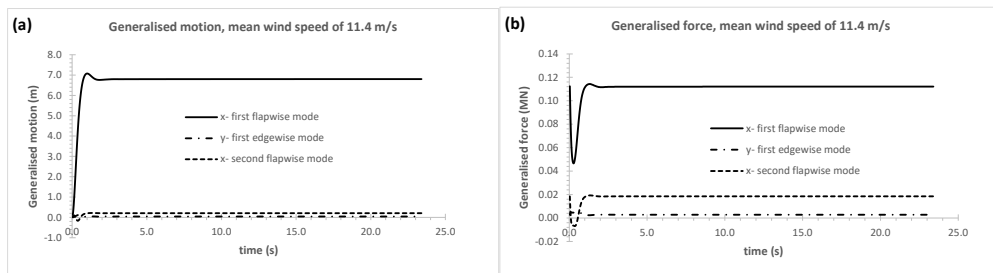 (a)
Generalised motion, mean wind speed of 11.4 m/s
8.0
7.0
6.0
5.0
4.0
3.0
2.0
1.0
0.0
-1.0
Generalised motion (m)
x- first flapwise mode
y- first edgewise mode
x- second flapwise mode
0.0 5.0 10.0 15.0 20.0 25.0
time (s)
(b)
Generalised force, mean wind speed of 11.4 m/s
0.14
0.12
0.10
0.08
0.06
0.04
0.02
0.00
-0.02
Generalised force (MN)
x- first flapwise mode
y- first edgewise mode
x- second flapwise mode
0.0 5.0 10.0 15.0 20.0 25.0
time (s)